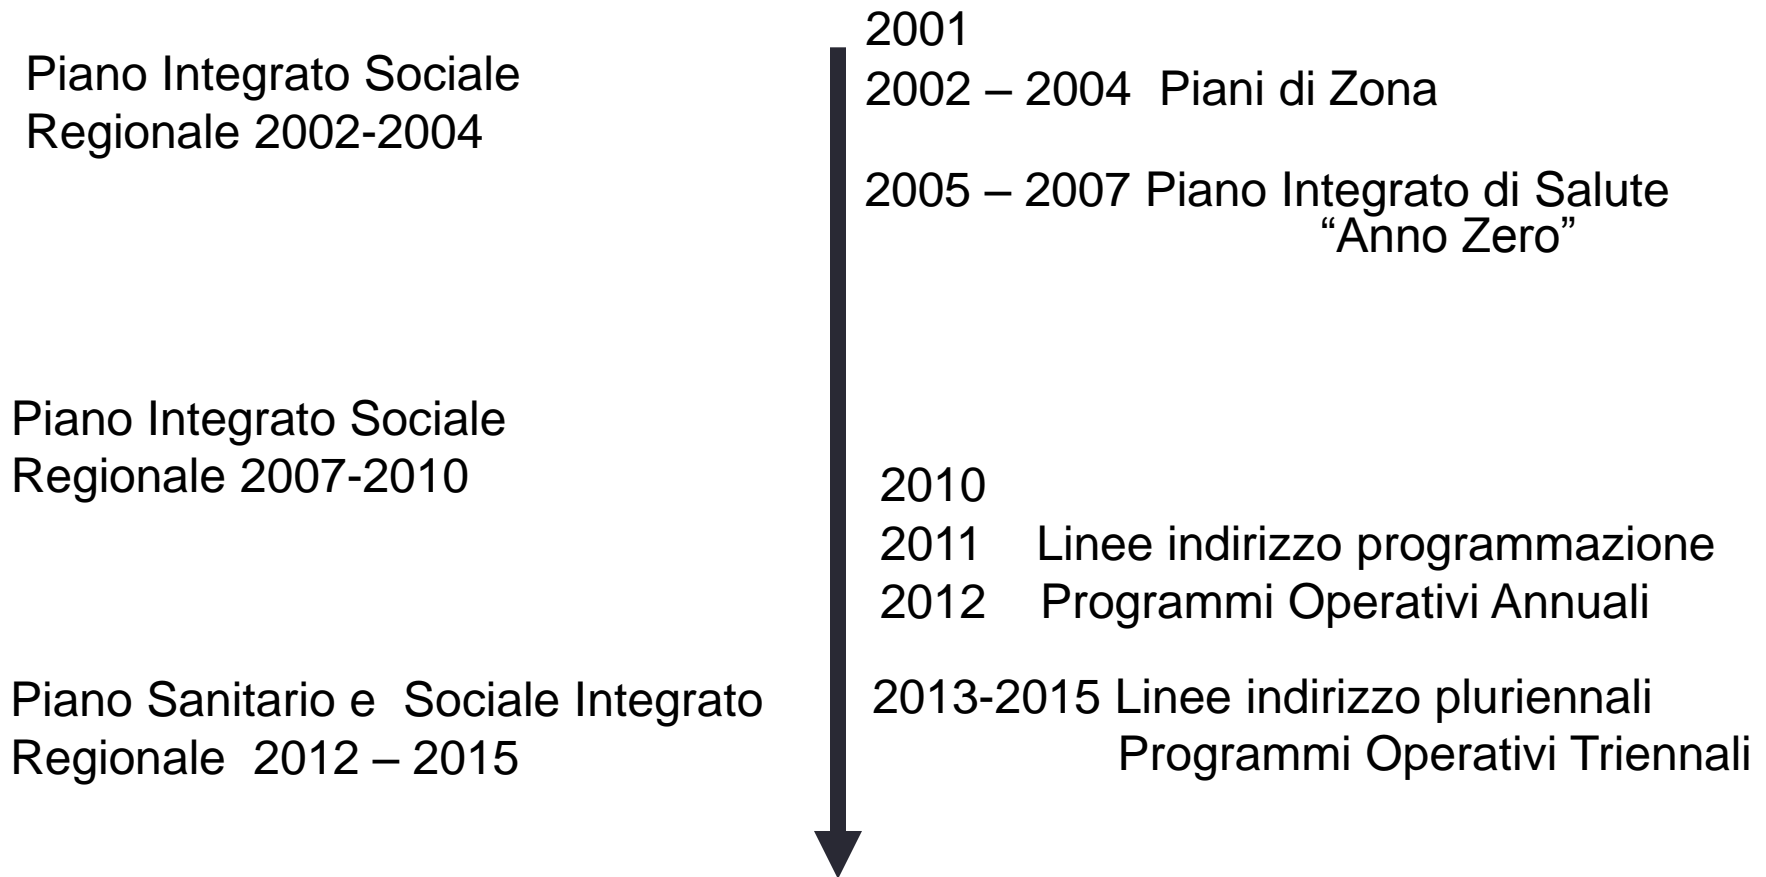 Piano Integrato Sociale
Regionale 2002-2004
Piano Integrato Sociale
Regionale 2007-2010
Piano Sanitario e Sociale Integrato
Regionale 2012 – 2015
2001
2002 – 2004 Piani di Zona
2005 – 2007 Piano Integrato di Salute
“Anno Zero”
2010
2011 Linee indirizzo programmazione
2012 Programmi Operativi Annuali
2013-2015 Linee indirizzo pluriennali
Programmi Operativi Triennali